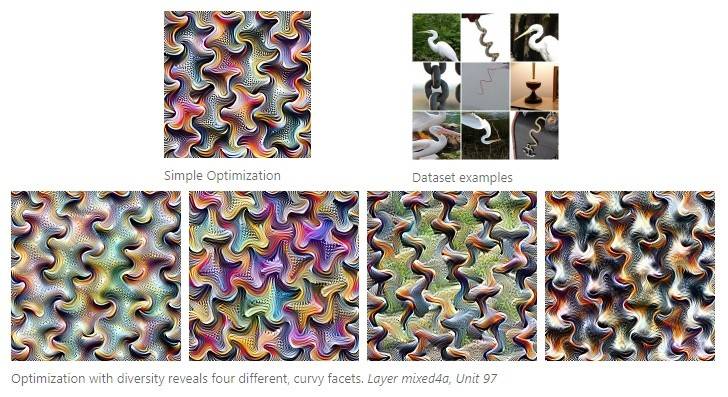 Simple Optimization
Dataset examples
Optimization with diversity reveals four different, curvy facets. Layer mixed4a, Unit 97